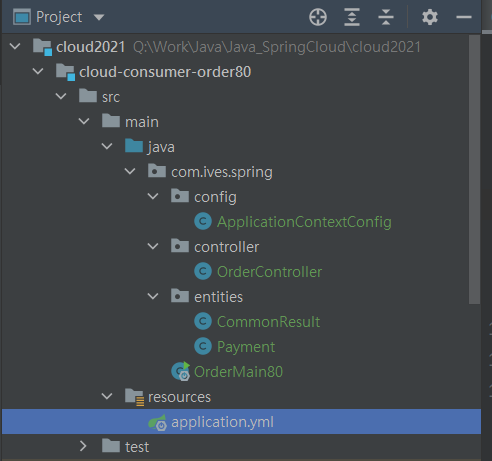 Project
cloud2021 Q:\Work\Java\Java_SpringCloud\cloud2021
cloud-consumer-order80
src
main
java
com.ives.spring
config
ApplicationContextConfig
controller
OrderController
entities
CommonResult
Payment
OrderMain80
resources
application.yml
test